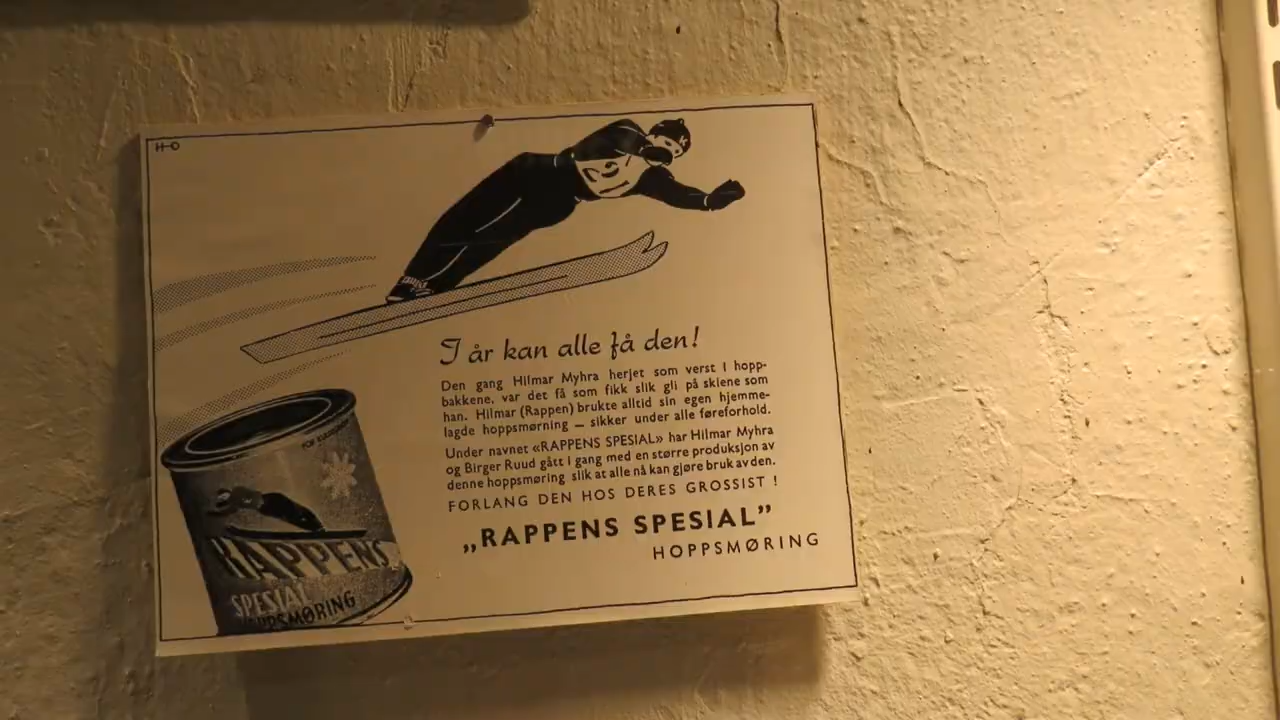 HO
K
I år kan alle få den!
Den gang Hilmar Myhra herjet som verst i hopp-
bakkene, var det få som fikk slik gli på skiene som
han. Hilmar (Rappen) brukte alltid sin egen hjemme-
lagde hoppsmørning — sikker under alle føreforhold.
Under navnet «RAPPENS SPESIAL» har Hilmar Myhra
og Birger Ruud gått i gang med en større produksjon av
denne hoppsmøring slik at alle nå kan gjøre bruk av den.
FORLANG DEN HOS DERES GROSSIST !
„RAPPENS SPESIAL”
HOPPSMØRING
RAPPENS
SPESIAL
HOPPSMØRING